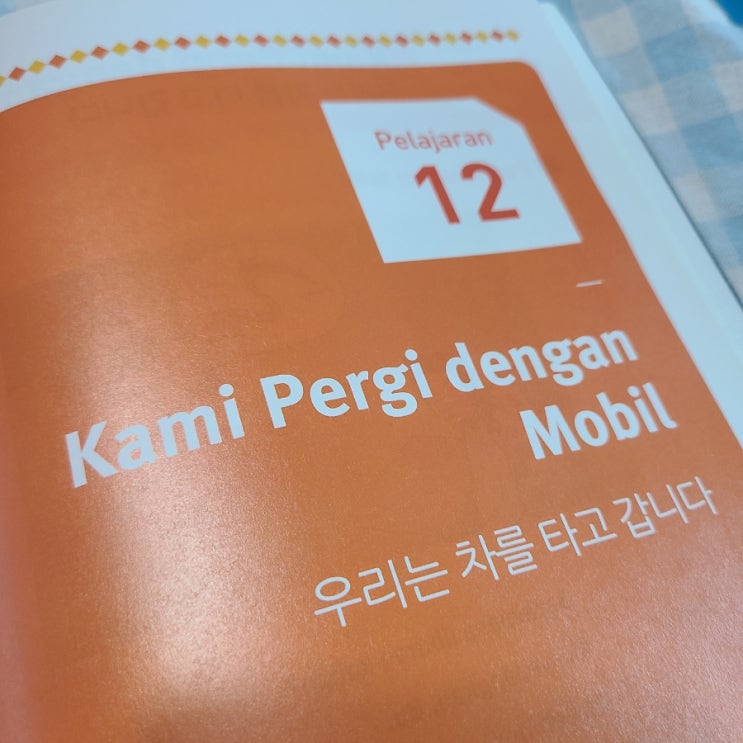 Pelajaran
12
Kami Pergi dengan
Mobil
우리는 차를 타고 갑니다